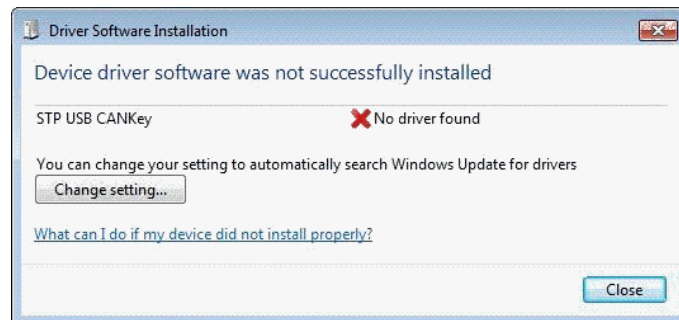 Driver Software Installation
Device driver software was not successfully installed
STP USB CANKey No driver found
You can change your setting to automatically search Windows Update for drivers
Change setting...
What can I do if my device did not install properly?
Close